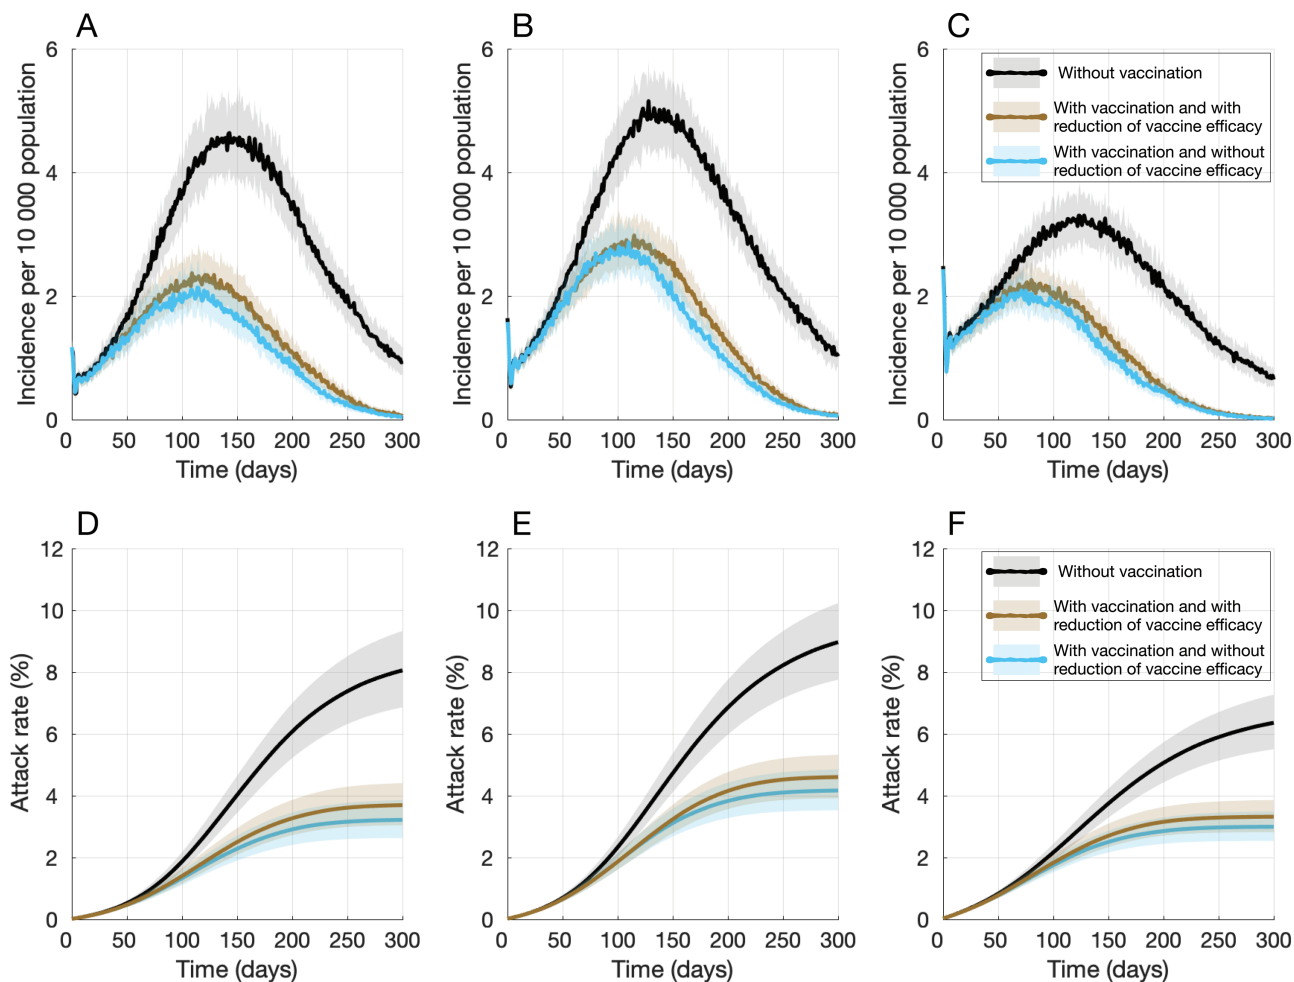 A
B
C
6
4
2
0
Incidence per 10 000 population
0 50 100 150 200 250 300
Time (days)
6
4
2
0
Incidence per 10 000 population
0 50 100 150 200 250 300
Time (days)
6
4
2
0
Incidence per 10 000 population
0 50 100 150 200 250 300
Time (days)
Without vaccination
With vaccination and with
reduction of vaccine efficacy
With vaccination and without
reduction of vaccine efficacy
D
E
F
12
10
8
6
4
2
0
Attack rate (%)
0 50 100 150 200 250 300
Time (days)
12
10
8
6
4
2
0
Attack rate (%)
0 50 100 150 200 250 300
Time (days)
12
10
8
6
4
2
0
Attack rate (%)
0 50 100 150 200 250 300
Time (days)
Without vaccination
With vaccination and with
reduction of vaccine efficacy
With vaccination and without
reduction of vaccine efficacy